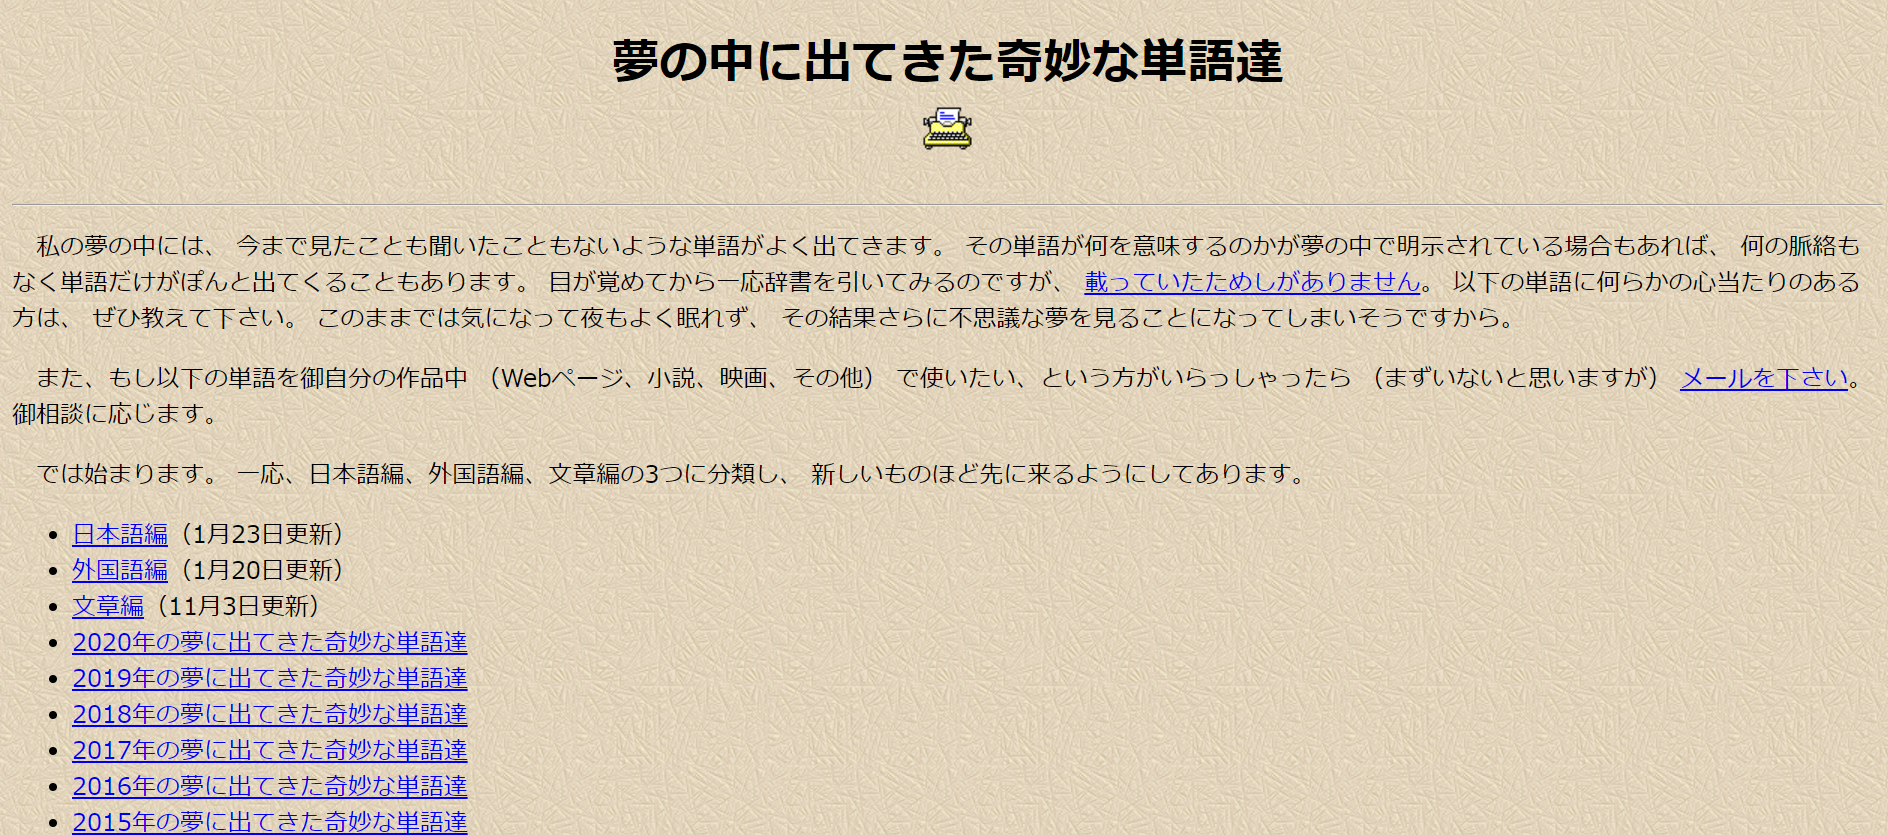 夢の中に出てきた奇妙な単語達
私の夢の中には、 今まで見たことも聞いたこともないような単語がよく出てきます。 その単語が何を意味するのかが夢の中で明示されている場合もあれば、 何の脈絡も
なく単語だけがぽんと出てくることもあります。 目が覚めてから一応辞書を引いてみるのですが、 載っていたためしがありません。 以下の単語に何らかの心当たりのある
方は、 ぜひ教えて下さい。 このままでは気になって夜もよく眠れず、 その結果さらに不思議な夢を見ることになってしまいそうですから。
また、もし以下の単語を御自分の作品中 （Webページ、小説、映画、その他） で使いたい、という方がいらっしゃったら （まずいないと思いますが） メールを下さい。
御相談に応じます。
では始まります。 一応、日本語編、外国語編、文章編の3つに分類し、 新しいものほど先に来るようにしてあります。
• 日本語編（1月23日更新）
• 外国語編（1月20日更新）
• 文章編（11月3日更新）
• 2020年の夢に出てきた奇妙な単語達
• 2019年の夢に出てきた奇妙な単語達
• 2018年の夢に出てきた奇妙な単語達
• 2017年の夢に出てきた奇妙な単語達
• 2016年の夢に出てきた奇妙な単語達
• 2015年の夢に出てきた奇妙な単語達